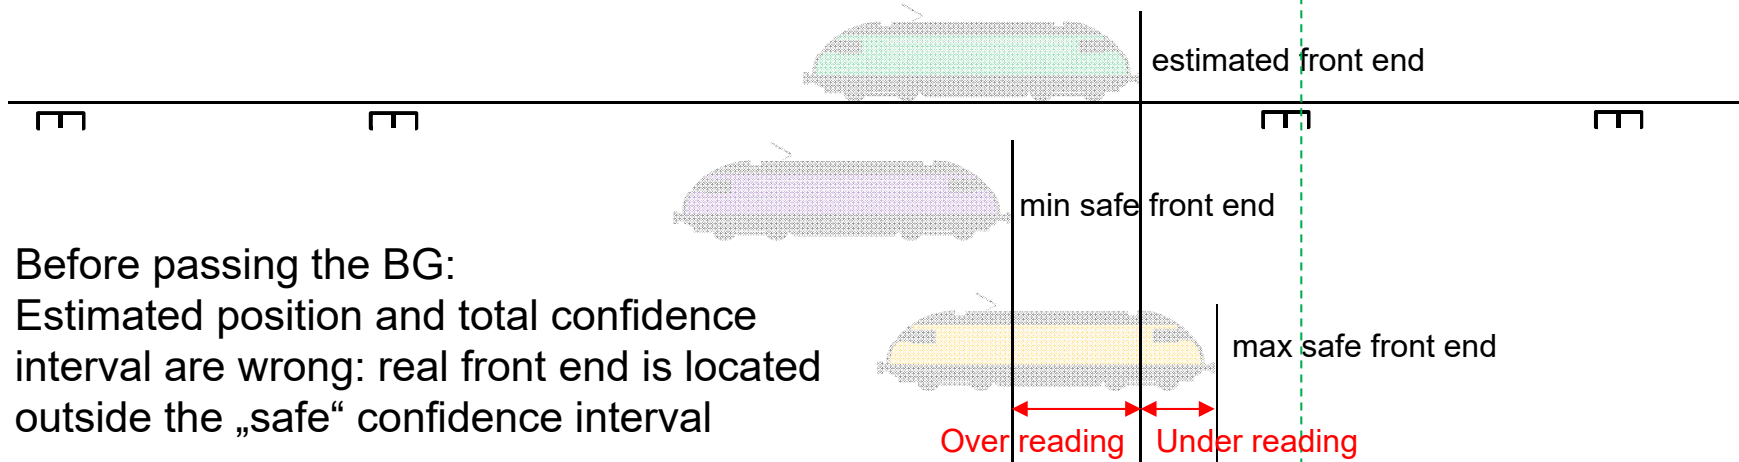 estimated front end
min safe front end
Before passing the BG:
Estimated position and total confidence
interval are wrong: real front end is located
outside the „safe“ confidence interval
max safe front end
Over reading
Under reading